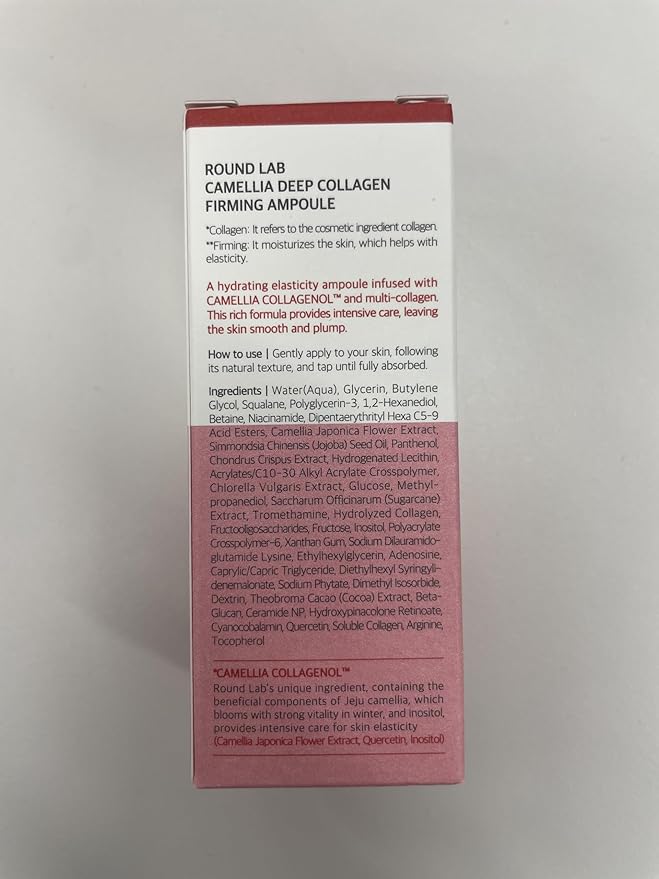 ROUND LAB
CAMELLIA DEEP COLLAGEN
FIRMING AMPOULE
*Collagen: It refers to the cosmetic ingredient collagen.
**Firming: It moisturizes the skin, which helps with
elasticity.
A hydrating elasticity ampoule infused with
CAMELLIA COLLAGENOL™ and multi-collagen.
This rich formula provides intensive care, leaving
the skin smooth and plump.
How to use | Gently apply to your skin, following
its natural texture, and tap until fully absorbed.
Ingredients | Water(Aqua), Glycerin, Butylene
Glycol, Squalane, Polyglycerin-3, 1,2-Hexanediol,
Betaine, Niacinamide, Dipentaerythrityl Hexa C5-9
Acid Esters, Camellia Japonica Flower Extract,
Simmondsia Chinensis (Jojoba) Seed Oil, Panthenol,
Chondrus Crispus Extract, Hydrogenated Lecithin,
Acrylates/C10-30 Alkyl Acrylate Crosspolymer,
Chlorella Vulgaris Extract, Glucose, Methyl-
propanediol, Saccharum Officinarum (Sugarcane)
Extract, Tromethamine, Hydrolyzed Collagen,
Fructooligosaccharides, Fructose, Inositol, Polyacrylate
Crosspolymer-6, Xanthan Gum, Sodium Dilauramido-
glutamide Lysine, Ethylhexylglycerin, Adenosine,
Caprylic/Capric Triglyceride, Diethylhexyl Syringyli-
denemalonate, Sodium Phytate, Dimethyl Isosorbide,
Dextrin, Theobroma Cacao (Cocoa) Extract, Beta-
Glucan, Ceramide NP, Hydroxypinacolone Retinoate,
Cyanocobalamin, Quercetin, Soluble Collagen, Arginine,
Tocopherol
*CAMELLIA COLLAGENOL™
Round Lab's unique ingredient, containing the
beneficial components of Jeju camellia, which
blooms with strong vitality in winter, and inositol,
provides intensive care for skin elasticity
(Camellia Japonica Flower Extract, Quercetin, Inositol)